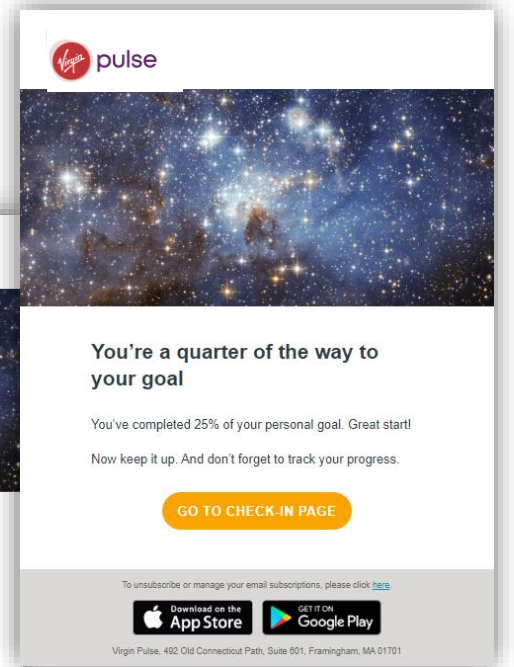 Virgin pulse
You're a quarter of the way to
your goal
You've completed 25% of your personal goal. Great start!
Now keep it up. And don't forget to track your progress.
GO TO CHECK-IN PAGE
To unsubscribe or manage your email subscriptions, please click here.
Download on the
App Store
GET IT ON
Google Play
Virgin Pulse, 492 Old Connecticut Path, Suite 601, Framingham, MA 01701